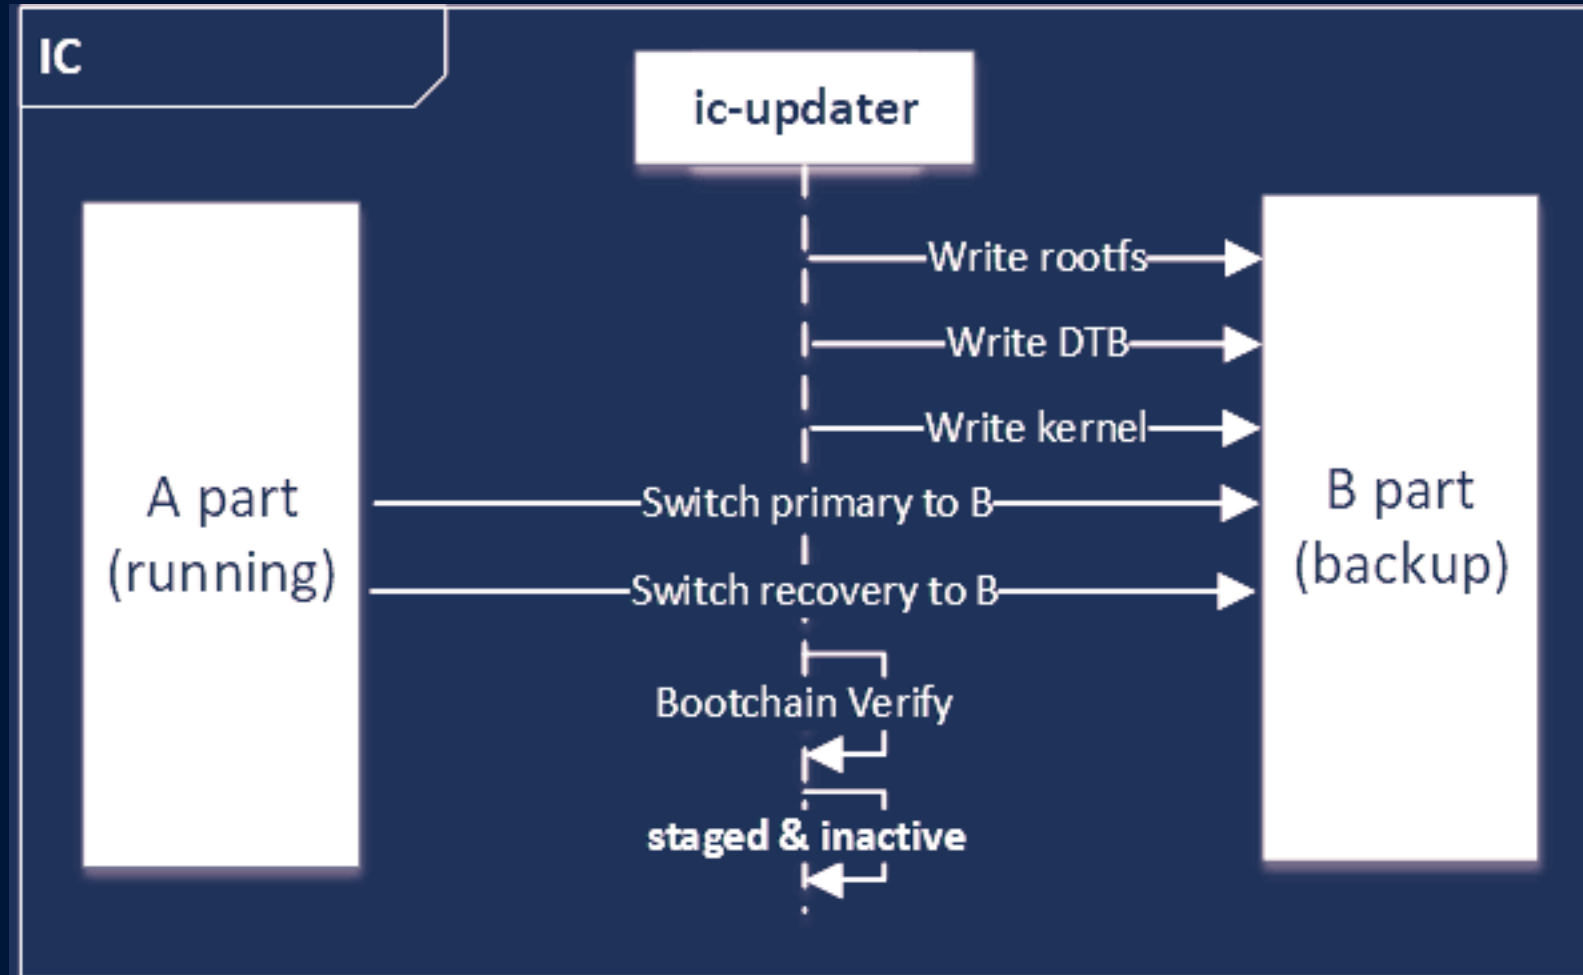 IC
ic-updater
Write rootfs
Write DTB
Write kernel
A part
(running)
Switch primary to B
B part
(backup)
Switch recovery to B
Bootchain Verify
staged & inactive